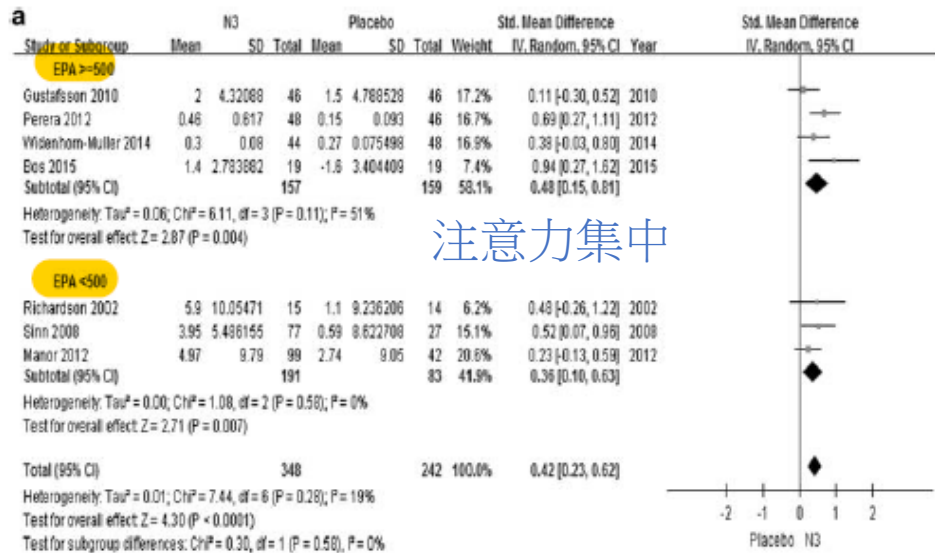 a
N3 Placebo Std. Mean Difference Std. Mean Difference
Study or Subgroup Mean SD Total Mean SD Total Weight IV, Random, 95% CI Year IV, Random, 95% CI
EPA >=500
Gustafsson 2010 2 4.32088 46 1.5 4.788528 46 17.2% 0.11 [-0.30, 0.52] 2010
Perera 2012 0.46 0.617 48 0.15 0.093 46 16.7% 0.69 [0.27, 1.11] 2012
Widenhorn-Muller 2014 0.3 0.08 44 0.27 0.075498 48 16.9% 0.38 [-0.03, 0.80] 2014
Bos 2015 1.4 2.783882 19 -1.6 3.404409 19 7.4% 0.94 [0.27, 1.62] 2015
Subtotal (95% CI) 157 159 58.1% 0.48 [0.15, 0.81]
Heterogeneity: Tau² = 0.06; Chi² = 6.11, df = 3 (P = 0.11); I² = 51%
Test for overall effect: Z = 2.87 (P = 0.004)
注意力集中
EPA <500
Richardson 2002 5.9 10.05471 15 1.1 9.236206 14 6.2% 0.48 [-0.26, 1.22] 2002
Sinn 2008 3.95 5.486155 77 0.59 8.622708 27 15.1% 0.52 [0.07, 0.96] 2008
Manor 2012 4.97 9.79 99 2.74 9.05 42 20.6% 0.23 [-0.13, 0.59] 2012
Subtotal (95% CI) 191 83 41.9% 0.36 [0.10, 0.63]
Heterogeneity: Tau² = 0.00; Chi² = 1.08, df = 2 (P = 0.58); I² = 0%
Test for overall effect: Z = 2.71 (P = 0.007)
Total (95% CI) 348 242 100.0% 0.42 [0.23, 0.62]
Heterogeneity: Tau² = 0.01; Chi² = 7.44, df = 6 (P = 0.28); I² = 19%
Test for overall effect: Z = 4.30 (P < 0.0001)
Test for subgroup differences: Chi² = 0.30, df = 1 (P = 0.58), I² = 0%
-2 -1 0 1 2
Placebo N3